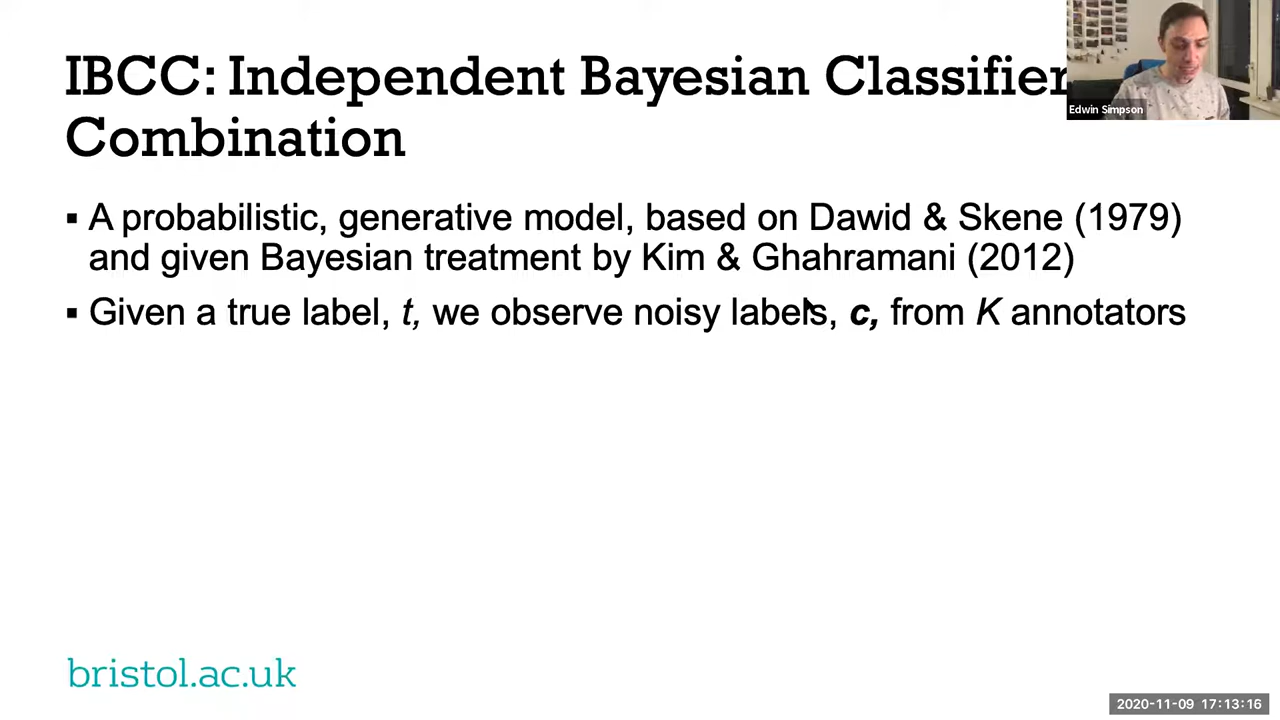 IBCC: Independent Bayesian Classifier
Combination
Edwin Simpson
▪ A probabilistic, generative model, based on Dawid & Skene (1979)
and given Bayesian treatment by Kim & Ghahramani (2012)
▪ Given a true label, t, we observe noisy labels, c, from K annotators
bristol.ac.uk
2020-11-09 17:13:16